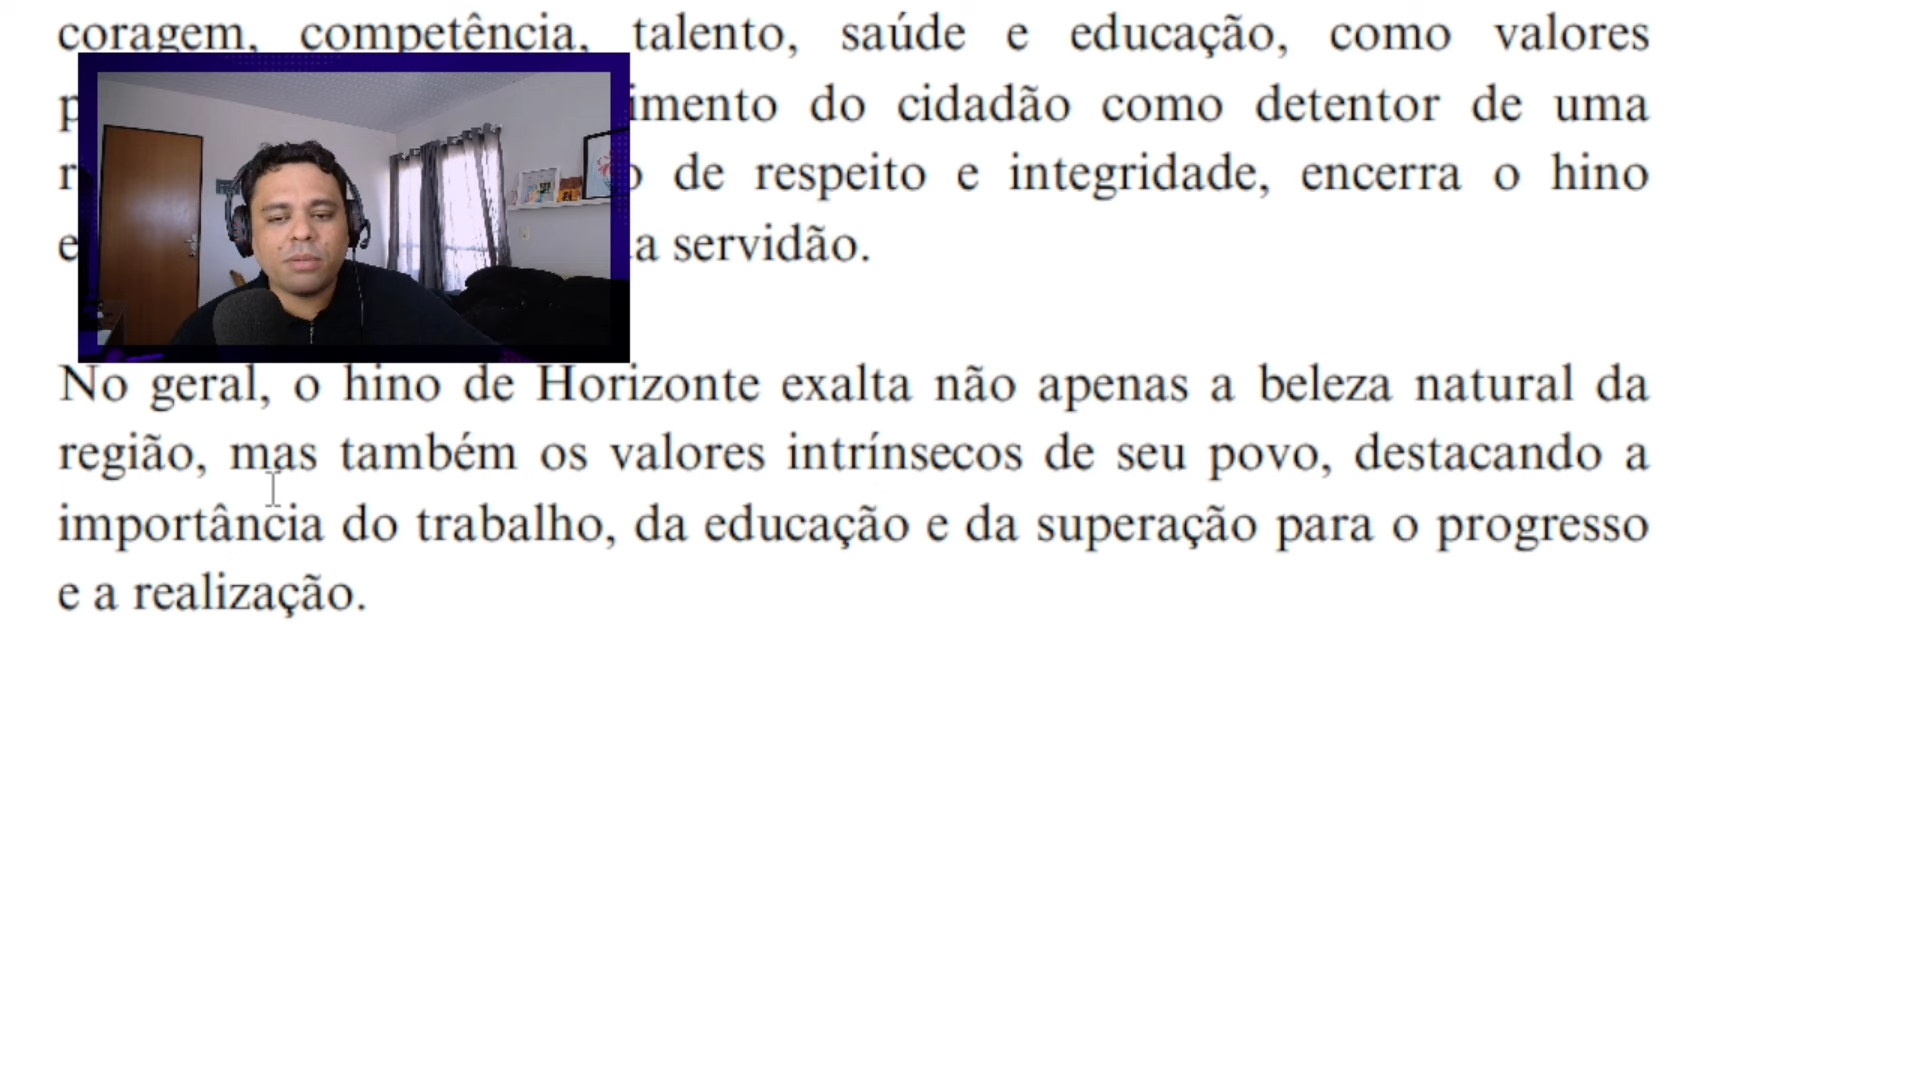 coragem, competência, talento, saúde e educação, como valores
do cidadão como detentor de uma
de respeito e integridade, encerra o hino
servidão.
No geral, o hino de Horizonte exalta não apenas a beleza natural da
região, mas também os valores intrínsecos de seu povo, destacando a
importância do trabalho, da educação e da superação para o progresso
e a realização.